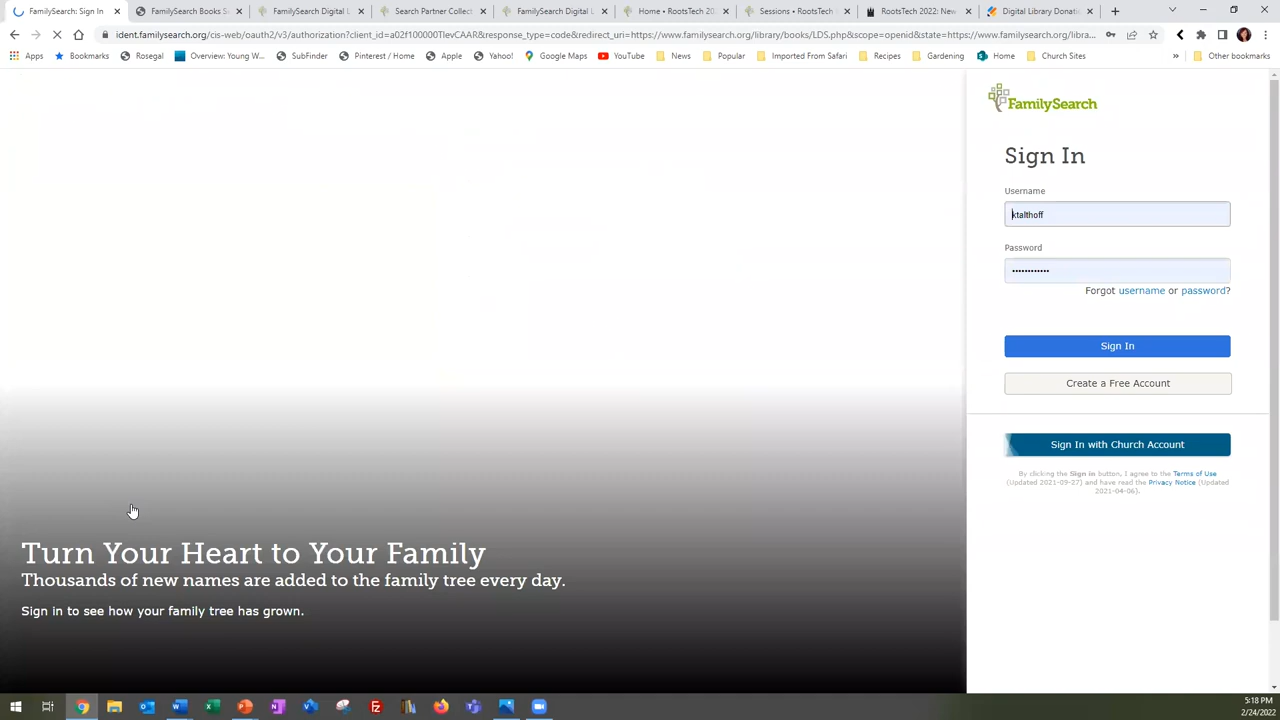 FamilySearch: Sign In
FamilySearch Books S
FamilySearch Digital L
Search Partner Collect
FamilySearch Digital L
Home • RootsTech 20
Sessions • RootsTech
RootsTech 2022: New
Digital Library Donati
ident.familysearch.org/cis-web/oauth2/v3/authorization?client_id=a02f100000TIevCAAR&response_type=code&redirect_uri=https://www.familysearch.org/library/books/LDS.php&scope=openid&state=https://www.familysearch.org/libra...
Apps
Bookmarks
Rosegal
Overview: Young W...
SubFinder
Pinterest / Home
Apple
Yahoo!
Google Maps
YouTube
News
Popular
Imported From Safari
Recipes
Gardening
Home
Church Sites
»
Other bookmarks
FamilySearch
Sign In
Username
ktalthoff
Password
••••••••••••
Forgot username or password?
Sign In
Create a Free Account
Sign In with Church Account
By clicking the Sign in button, I agree to the Terms of Use
(Updated 2021-09-27) and have read the Privacy Notice (Updated
2021-04-06).
Turn Your Heart to Your Family
Thousands of new names are added to the family tree every day.
Sign in to see how your family tree has grown.
5:18 PM
2/24/2022